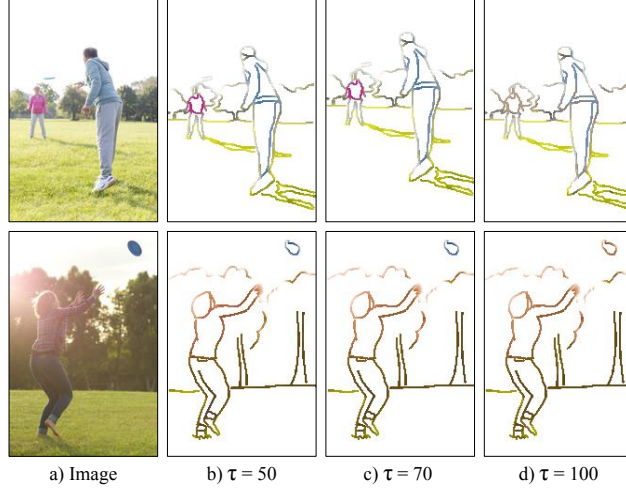 a) Image b) τ = 50 c) τ = 70 d) τ = 100